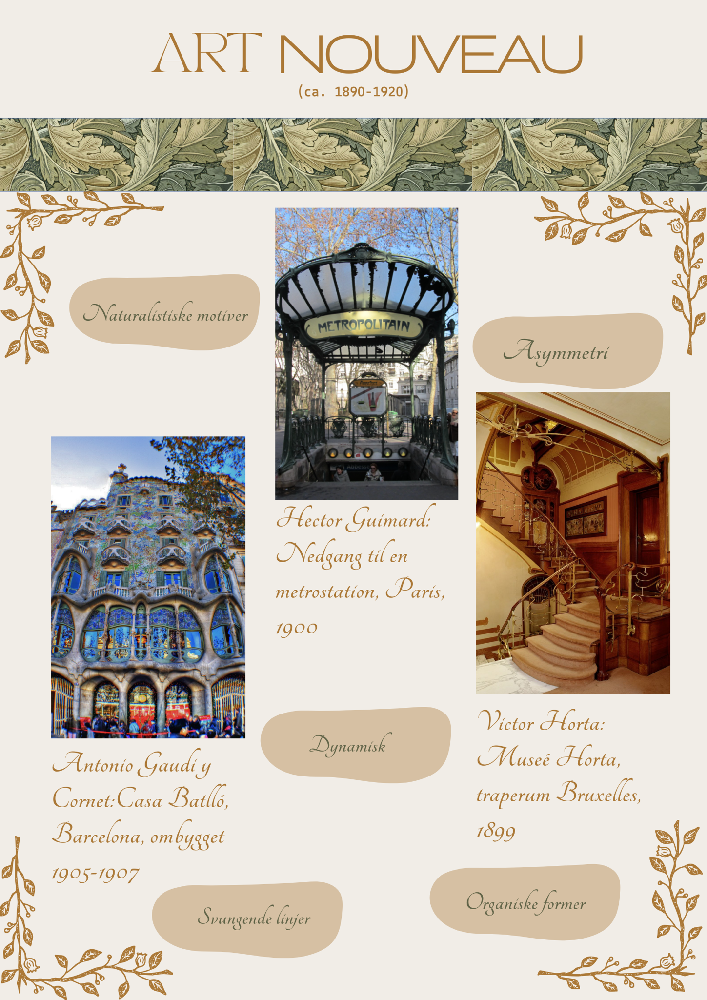 ART NOUVEAU
(ca. 1890-1920)
Naturalistiske motiver
METROPOLITAIN
Abbesse
Asymmetri
Hector Guimard:
Nedgang til en
metrostation, Paris,
1900
Antonio Gaudí y
Cornet:Casa Batlló,
Barcelona, ombygget
1905-1907
Dynamisk
Victor Horta:
Museé Horta,
traperum Bruxelles,
1899
Svungende linjer
Organiske former